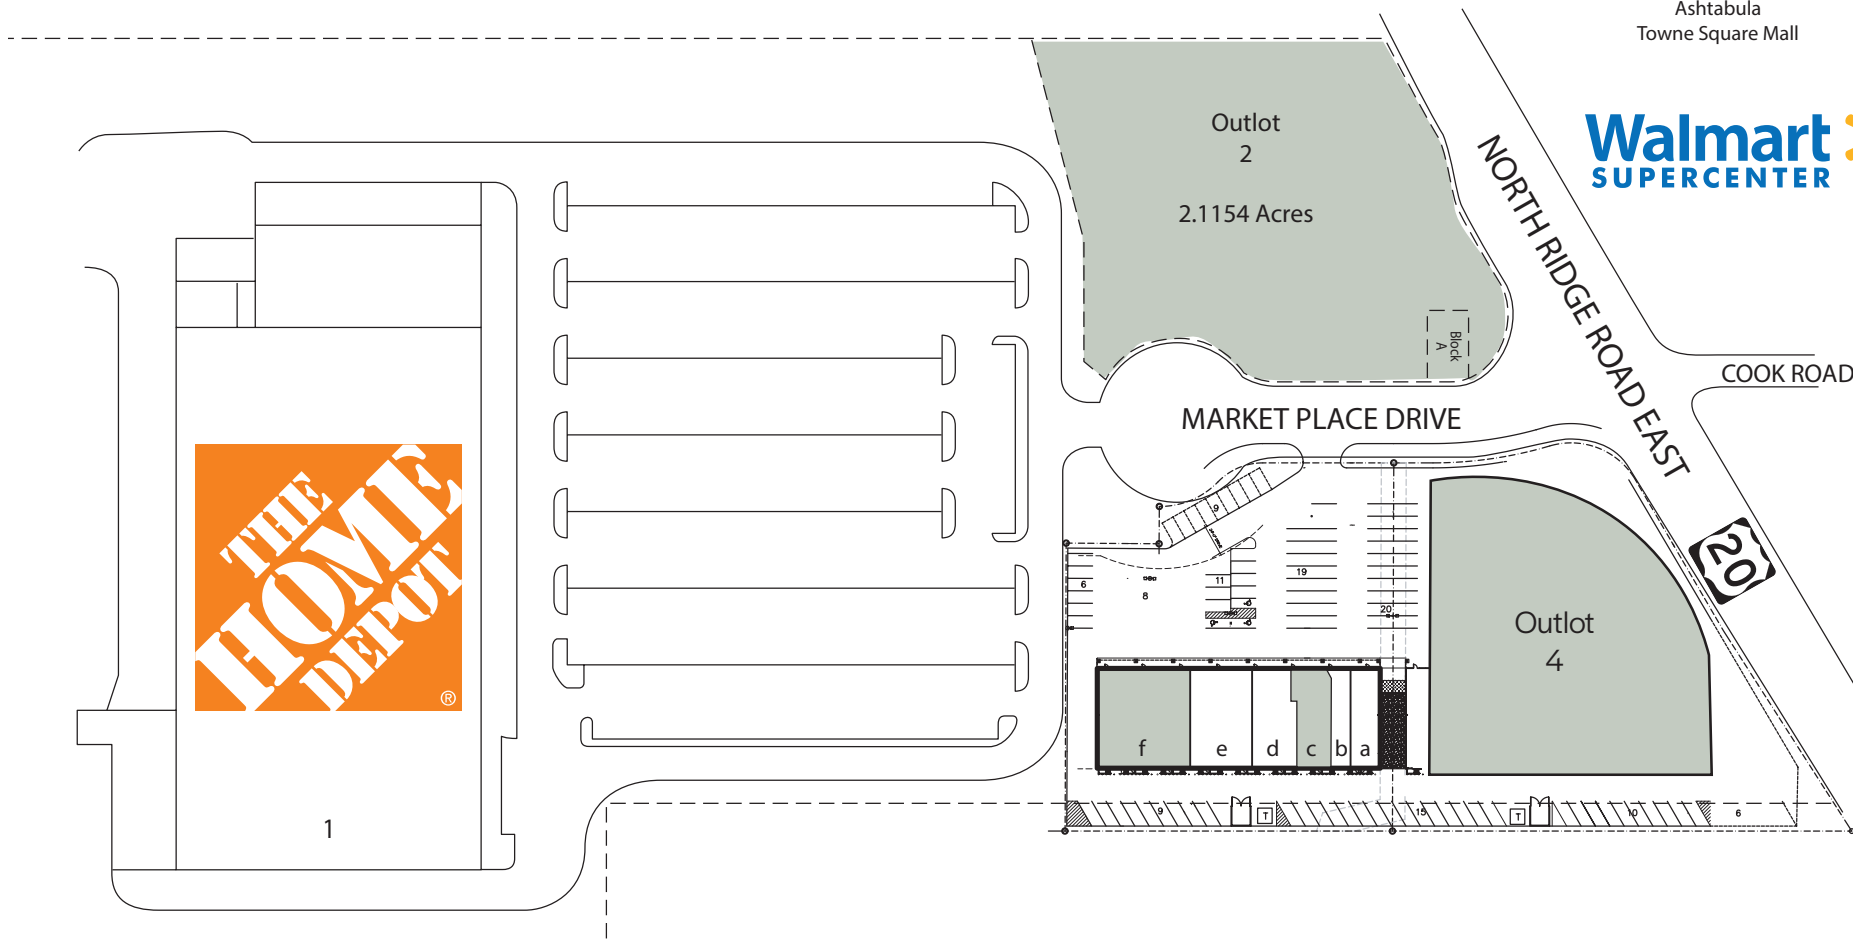 Ashtabula
Towne Square Mall
Walmart
SUPERCENTER
Outlot
2
2.1154 Acres
Block
A
NORTH RIDGE ROAD EAST
COOK ROAD
MARKET PLACE DRIVE
20
THE
HOME
DEPOT
®
1
9
6
8
11
19
20
Outlot
4
f
e
d
c
b
a
9
T
15
T
10
6